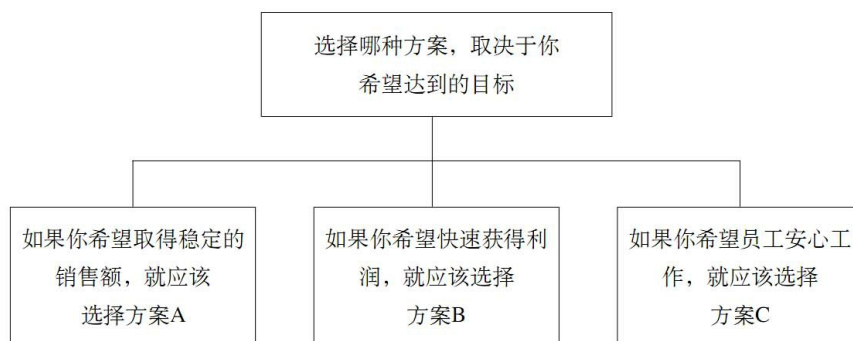 选择哪种方案，取决于你
希望达到的目标
如果你希望取得稳定的
销售额，就应该
选择方案A
如果你希望快速获得利
润，就应该选择
方案B
如果你希望员工安心工
作，就应该选择
方案C